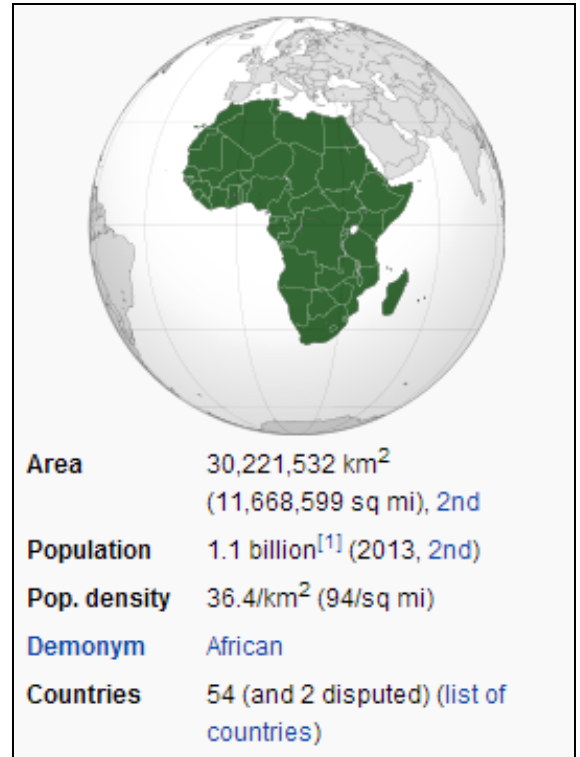 Area 30,221,532 km²
(11,668,599 sq mi), 2nd
Population 1.1 billion[1] (2013, 2nd)
Pop. density 36.4/km² (94/sq mi)
Demonym African
Countries 54 (and 2 disputed) (list of
countries)